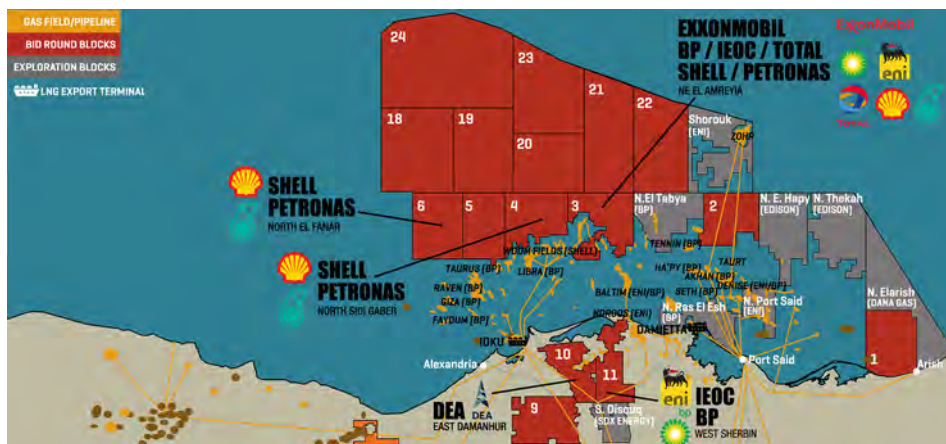 GAS FIELD/PIPELINE
BID ROUND BLOCKS
EXPLORATION BLOCKS
LNG EXPORT TERMINAL
EXXONMOBIL
BP / IEOC / TOTAL
SHELL / PETRONAS
NE EL AMREYIA
ExxonMobil
eni
TOTAL
24
23
21
22
18
19
20
Shorouk
[ENI]
ZOHR
SHELL
PETRONAS
NORTH EL FANAR
6
5
4
3
N.El Tabya
[BP]
2
N. E. Hapy
[EDISON]
N. Thekah
[EDISON]
SHELL
PETRONAS
NORTH SIDI GABER
WDDM FIELDS [SHELL]
TENNIN [BP]
TAURUS [BP]
LIBRA [BP]
HA'PY [BP]
TAURT
AKHAN [BP]
RAVEN [BP]
BALTIM [ENI/BP]
SETH [BP]
DENISE [ENI/BP]
GIZA [BP]
NOROOS [ENI]
N. Ras El Esh
[BP]
N. Port Said
[ENI]
N. Elarish
[DANA GAS]
FAYOUM [BP]
IDKU
DAMIETTA
Alexandria
10
11
Port Said
1
Arish
DEA
DEA
EAST DAMANHUR
9
S. Disouq
[SDX ENERGY]
eni
bp
IEOC
BP
WEST SHERBIN